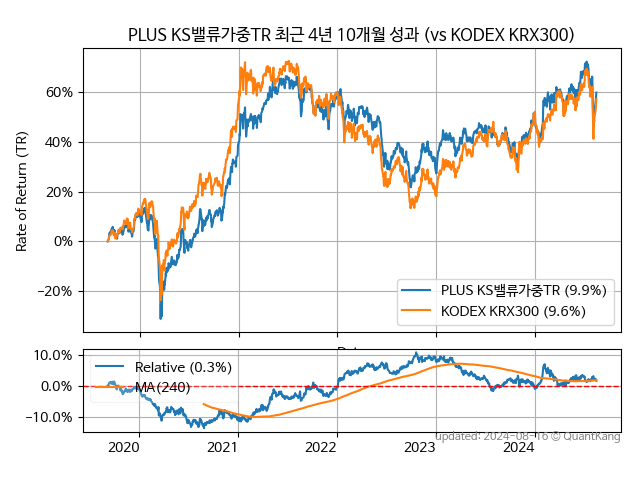 PLUS KS밸류가중TR 최근 4년 10개월 성과 (vs KODEX KRX300)
Rate of Return (TR)
60%
40%
20%
0%
−20%
PLUS KS밸류가중TR (9.9%)
KODEX KRX300 (9.6%)
10.0%
0.0%
−10.0%
Relative (0.3%)
MA(240)
2020
2021
2022
2023
2024
updated: 2024-08-16 © QuantKang